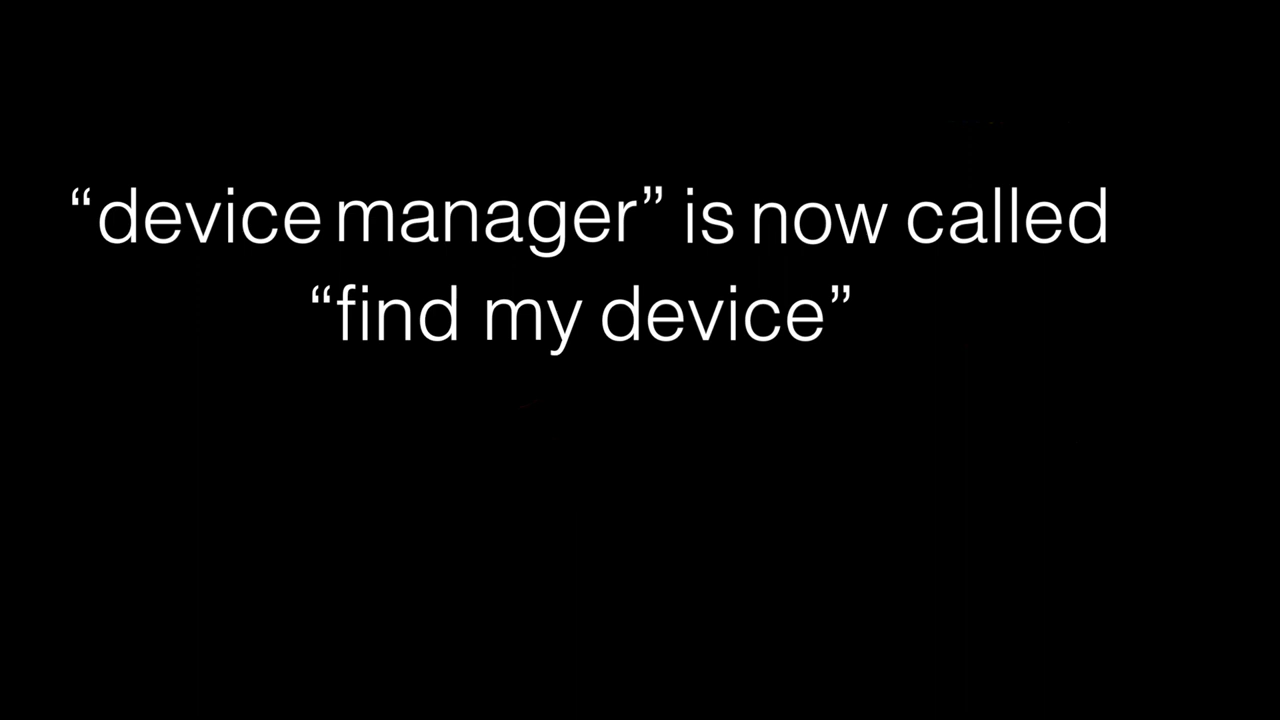 “device manager” is now called
“find my device”